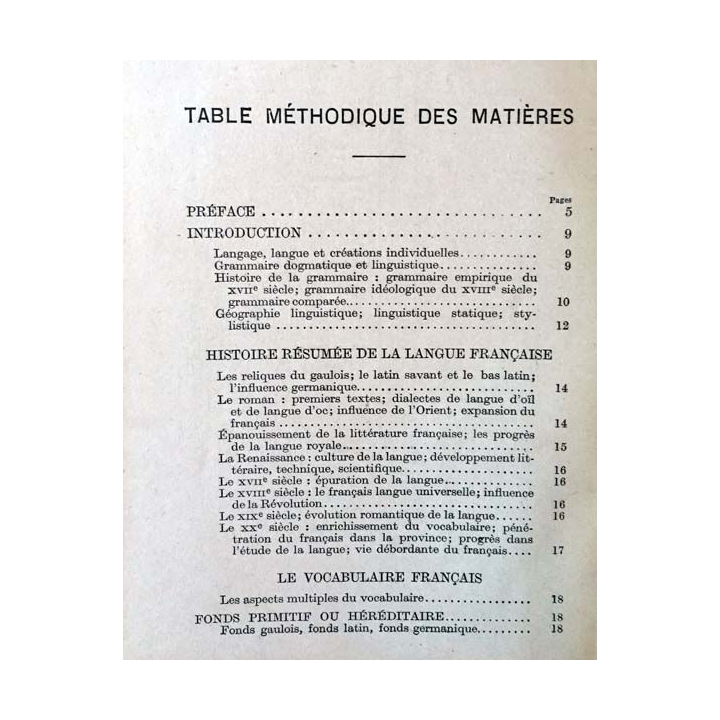 TABLE MÉTHODIQUE DES MATIÈRES
Pages
PRÉFACE ................................ 5
- INTRODUCTION ........................... 9
Langage, langue et créations individuelles............ 9
Grammaire dogmatique et linguistique............... 9
Histoire de la grammaire : grammaire empirique du
XVIIe siècle; grammaire idéologique du XVIIIe siècle;
grammaire comparée............................ 10
Géographie linguistique; linguistique statique; sty-
listique .................................... 12
HISTOIRE RÉSUMÉE DE LA LANGUE FRANÇAISE
Les reliques du gaulois; le latin savant et le bas latin;
l'influence germanique.......................... 14
Le roman : premiers textes; dialectes de langue d'oïl
et de langue d'oc; influence de l'Orient; expansion du
français .................................... 14
Épanouissement de la littérature française; les progrès
de la langue royale............................ 15
La Renaissance : culture de la langue; développement lit-
téraire, technique, scientifique................... 16
Le XVIIe siècle : épuration de la langue............. 16
Le XVIIIe siècle : le français langue universelle; influence
de la Révolution.............................. 16
Le XIXe siècle; évolution romantique de la langue...... 16
Le XXe siècle : enrichissement du vocabulaire; péné-
tration du français dans la province; progrès dans
l'étude de la langue; vie débordante du français.... 17
LE VOCABULAIRE FRANÇAIS
Les aspects multiples du vocabulaire................ 18
FONDS PRIMITIF OU HÉRÉDITAIRE............. 18
Fonds gaulois, fonds latin, fonds germanique......... 18